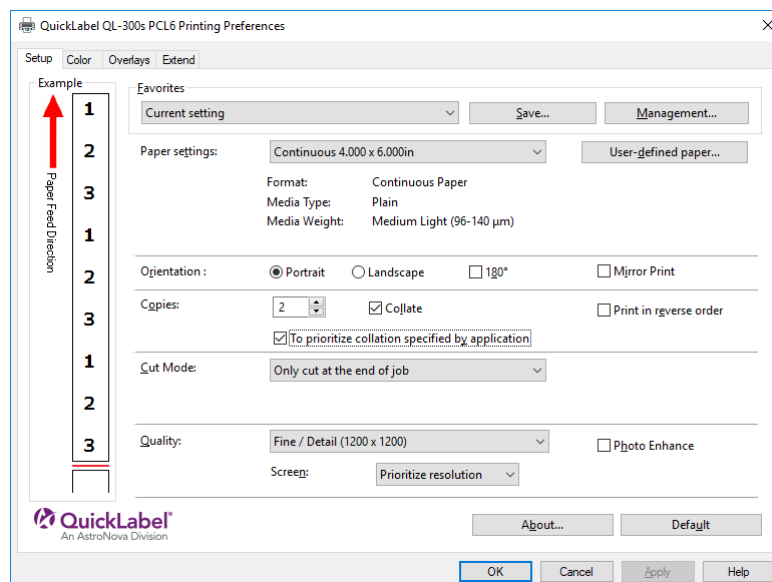 QuickLabel QL-300s PCL6 Printing Preferences
Setup Color Overlays Extend
Example
Paper Feed Direction
1
2
3
1
2
3
1
2
3
Favorites
Current setting Save... Management...
Paper settings: Continuous 4.000 x 6.000in User-defined paper...
Format: Continuous Paper
Media Type: Plain
Media Weight: Medium Light (96-140 μm)
Orientation : Portrait Landscape 180° Mirror Print
Copies: 2 Collate Print in reverse order
To prioritize collation specified by application
Cut Mode: Only cut at the end of job
Quality: Fine / Detail (1200 x 1200) Photo Enhance
Screen: Prioritize resolution
QuickLabel®
An AstroNova Division
About... Default
OK Cancel Apply Help